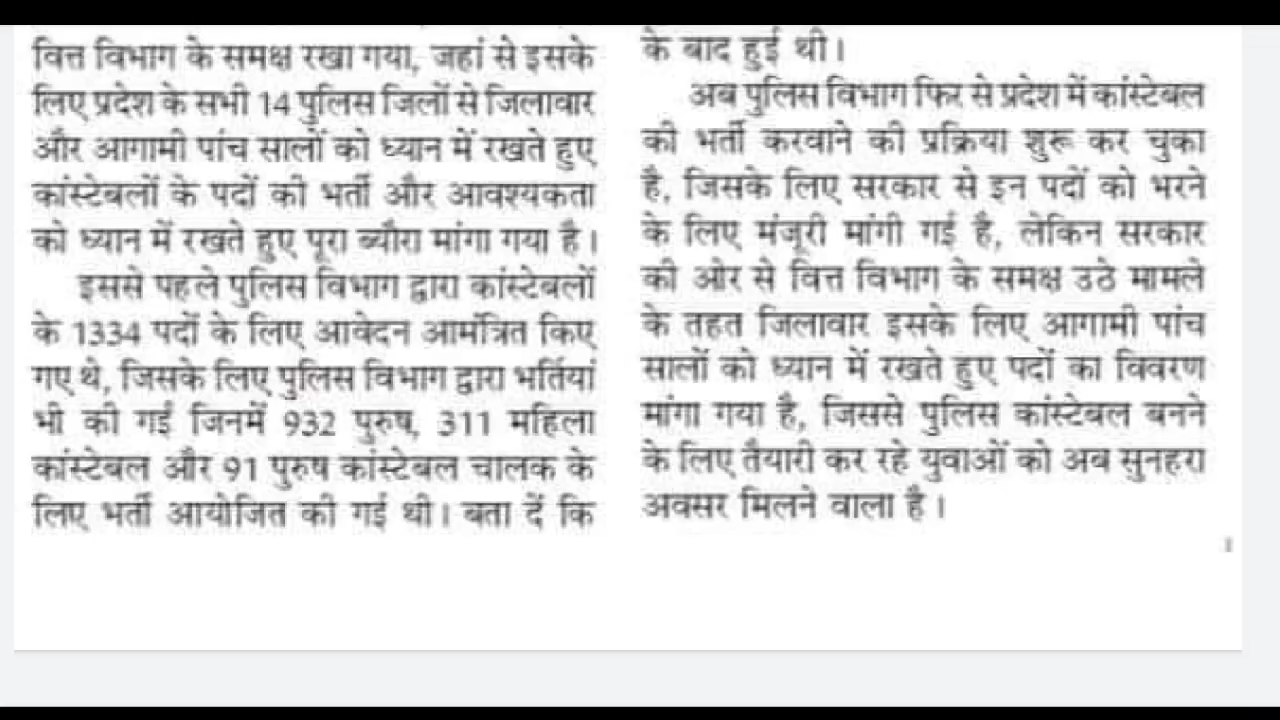 वित्त विभाग के समक्ष रखा गया, जहां से इसके
लिए प्रदेश के सभी 14 पुलिस जिलों से जिलावार
और आगामी पांच सालों को ध्यान में रखते हुए
कांस्टेबलों के पदों की भर्ती और आवश्यकता
को ध्यान में रखते हुए पूरा ब्यौरा मांगा गया है।
इससे पहले पुलिस विभाग द्वारा कांस्टेबलों
के 1334 पदों के लिए आवेदन आमंत्रित किए
गए थे, जिसके लिए पुलिस विभाग द्वारा भर्तियां
भी की गईं जिनमें 932 पुरुष, 311 महिला
कांस्टेबल और 91 पुरुष कांस्टेबल चालक के
लिए भर्ती आयोजित की गई थी। बता दें कि
के बाद हुई थी।
अब पुलिस विभाग फिर से प्रदेश में कांस्टेबल
की भर्ती करवाने की प्रक्रिया शुरू कर चुका
है, जिसके लिए सरकार से इन पदों को भरने
के लिए मंजूरी मांगी गई है, लेकिन सरकार
की ओर से वित्त विभाग के समक्ष उठे मामले
के तहत जिलावार इसके लिए आगामी पांच
सालों को ध्यान में रखते हुए पदों का विवरण
मांगा गया है, जिससे पुलिस कांस्टेबल बनने
के लिए तैयारी कर रहे युवाओं को अब सुनहरा
अवसर मिलने वाला है।